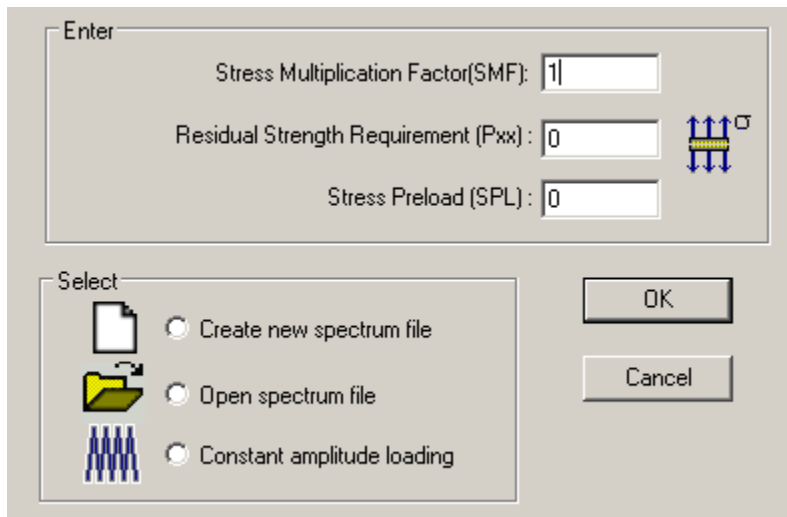 Enter
Stress Multiplication Factor(SMF): 1
Residual Strength Requirement (Pxx) : 0
σ
Stress Preload (SPL) : 0
Select
Create new spectrum file
Open spectrum file
Constant amplitude loading
OK
Cancel